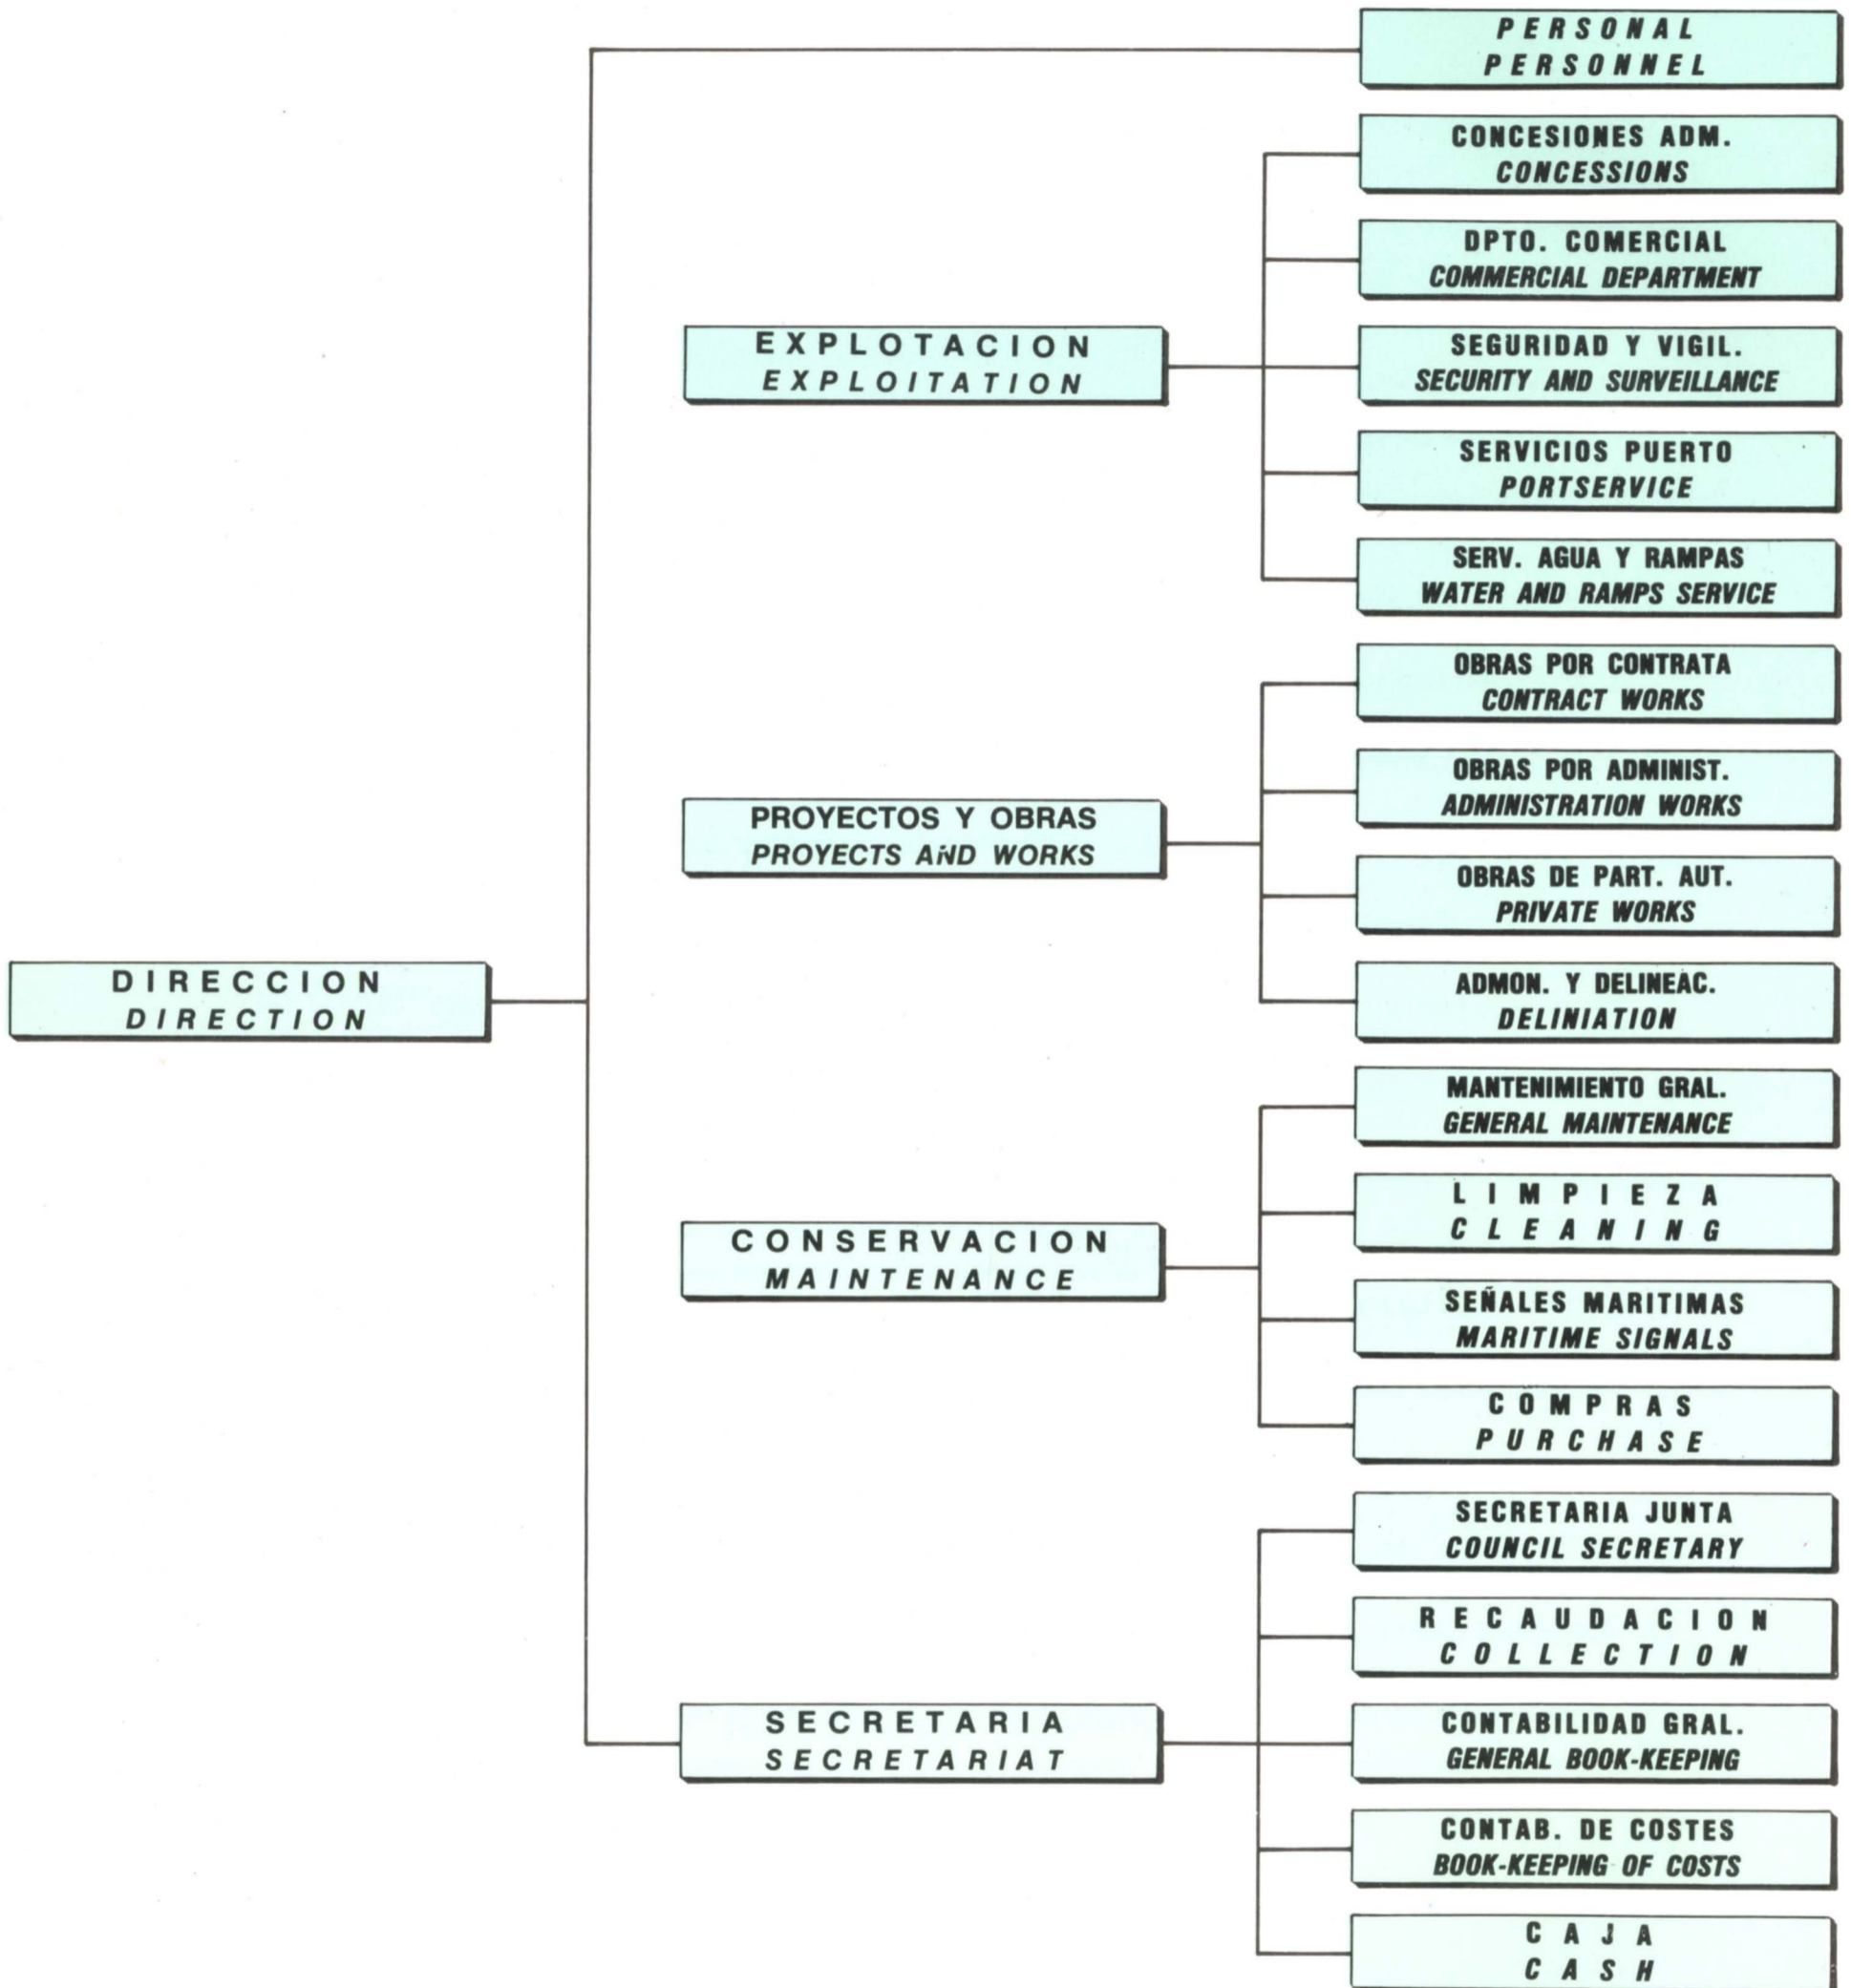 PERSONAL
PERSONNEL
CONCESIONES ADM.
CONCESSIONS
DPTO. COMERCIAL
COMMERCIAL DEPARTMENT
EXPLOTACION
EXPLOITATION
SEGURIDAD Y VIGIL.
SECURITY AND SURVEILLANCE
SERVICIOS PUERTO
PORTSERVICE
SERV. AGUA Y RAMPAS
WATER AND RAMPS SERVICE
OBRAS POR CONTRATA
CONTRACT WORKS
OBRAS POR ADMINIST.
ADMINISTRATION WORKS
PROYECTOS Y OBRAS
PROYECTS AND WORKS
OBRAS DE PART. AUT.
PRIVATE WORKS
DIRECCION
DIRECTION
ADMON. Y DELINEAC.
DELINIATION
MANTENIMIENTO GRAL.
GENERAL MAINTENANCE
LIMPIEZA
CLEANING
CONSERVACION
MAINTENANCE
SEÑALES MARITIMAS
MARITIME SIGNALS
COMPRAS
PURCHASE
SECRETARIA JUNTA
COUNCIL SECRETARY
RECAUDACION
COLLECTION
SECRETARIA
SECRETARIAT
CONTABILIDAD GRAL.
GENERAL BOOK-KEEPING
CONTAB. DE COSTES
BOOK-KEEPING OF COSTS
CAJA
CASH